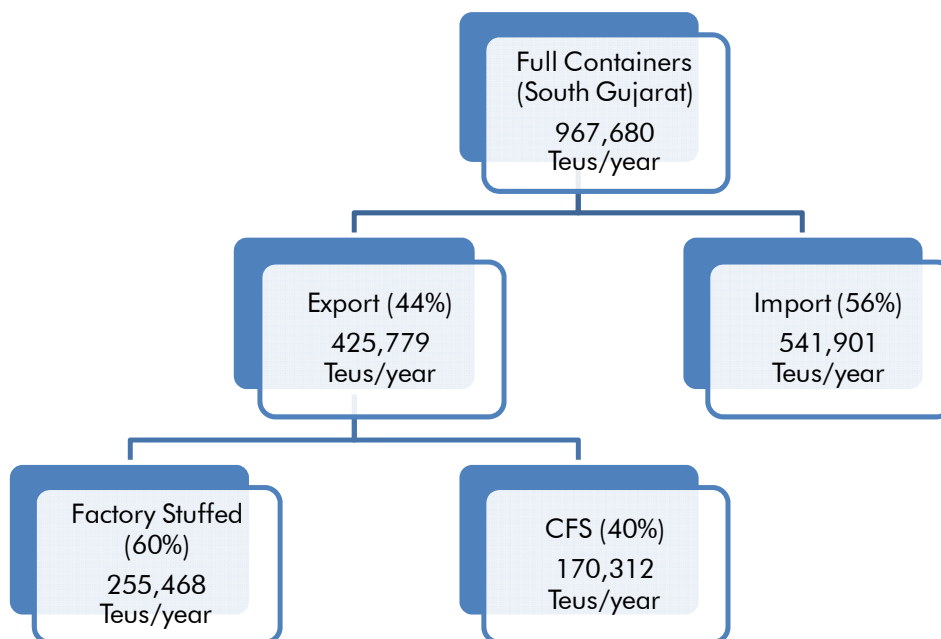 Full Containers
(South Gujarat)
967,680
Teus/year
Export (44%)
425,779
Teus/year
Import (56%)
541,901
Teus/year
Factory Stuffed
(60%)
255,468
Teus/year
CFS (40%)
170,312
Teus/year